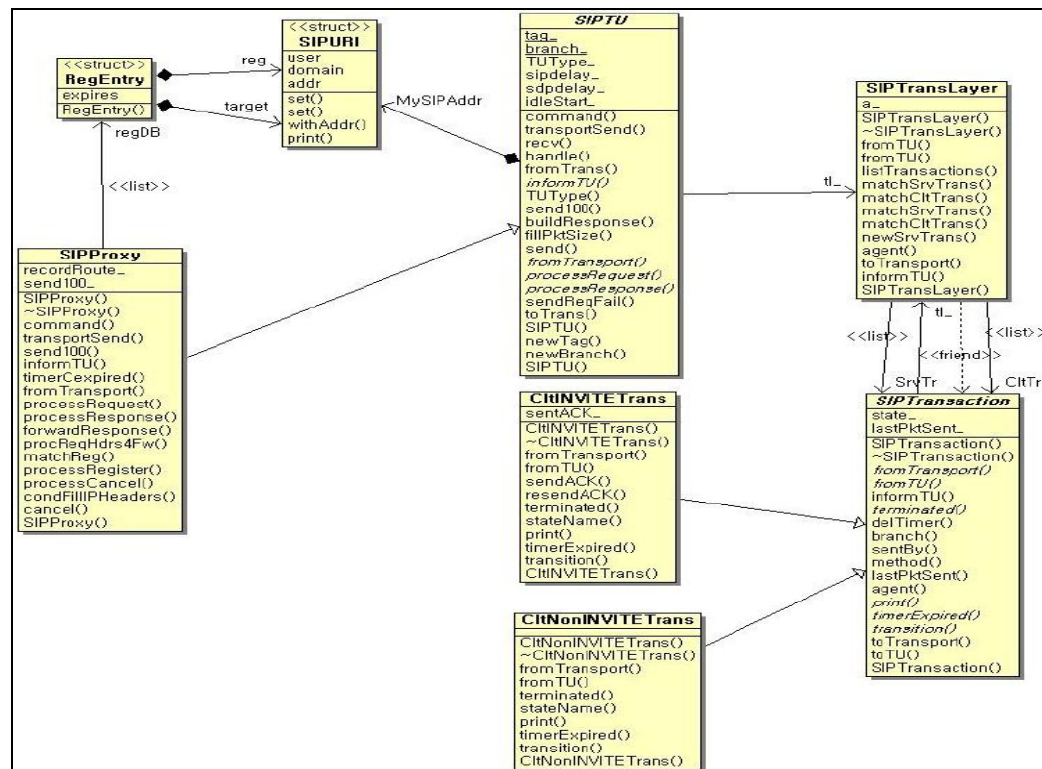 <<struct>>
RegEntry
expires
RegEntry()
reg
target
regDB
<<list>>
<<struct>>
SIPURI
user
domain
addr
set()
set()
withAddr()
print()
MySIPAddr
SIPTU
tag_
branch_
TUType_
sipdelay_
sdpdelay_
idleStart_
command()
transportSend()
recv()
handle()
fromTrans()
informTU()
TUType()
send100()
buildResponse()
fillPktSize()
send()
fromTransport()
processRequest()
processResponse()
sendReqFail()
toTrans()
SIPTU()
newTag()
newBranch()
SIPTU()
tl_
SIPTransLayer
a_
SIPTransLayer()
~SIPTransLayer()
fromTU()
fromTU()
listTransactions()
matchSrvTrans()
matchCltTrans()
matchSrvTrans()
matchCltTrans()
newSrvTrans()
agent()
toTransport()
informTU()
SIPTransLayer()
tl_
<<list>>
<<list>>
<<friend>>
SrvTr
CltTr
SIPProxy
recordRoute_
send100_
SIPProxy()
~SIPProxy()
command()
transportSend()
send100()
informTU()
timerCexpired()
fromTransport()
processRequest()
processResponse()
forwardResponse()
procReqHdrs4Fw()
matchReg()
processRegister()
processCancel()
condFillIPHeaders()
cancel()
SIPProxy()
CltINVITETrans
sentACK_
CltINVITETrans()
~CltINVITETrans()
fromTransport()
fromTU()
sendACK()
resendACK()
terminated()
stateName()
print()
timerExpired()
transition()
CltINVITETrans()
SIPTransaction
state_
lastPktSent_
SIPTransaction()
~SIPTransaction()
fromTransport()
fromTU()
informTU()
terminated()
delTimer()
branch()
sentBy()
method()
lastPktSent()
agent()
print()
timerExpired()
transition()
toTransport()
toTU()
SIPTransaction()
CltNonINVITETrans
CltNonINVITETrans()
~CltNonINVITETrans()
fromTransport()
fromTU()
terminated()
stateName()
print()
timerExpired()
transition()
CltNonINVITETrans()